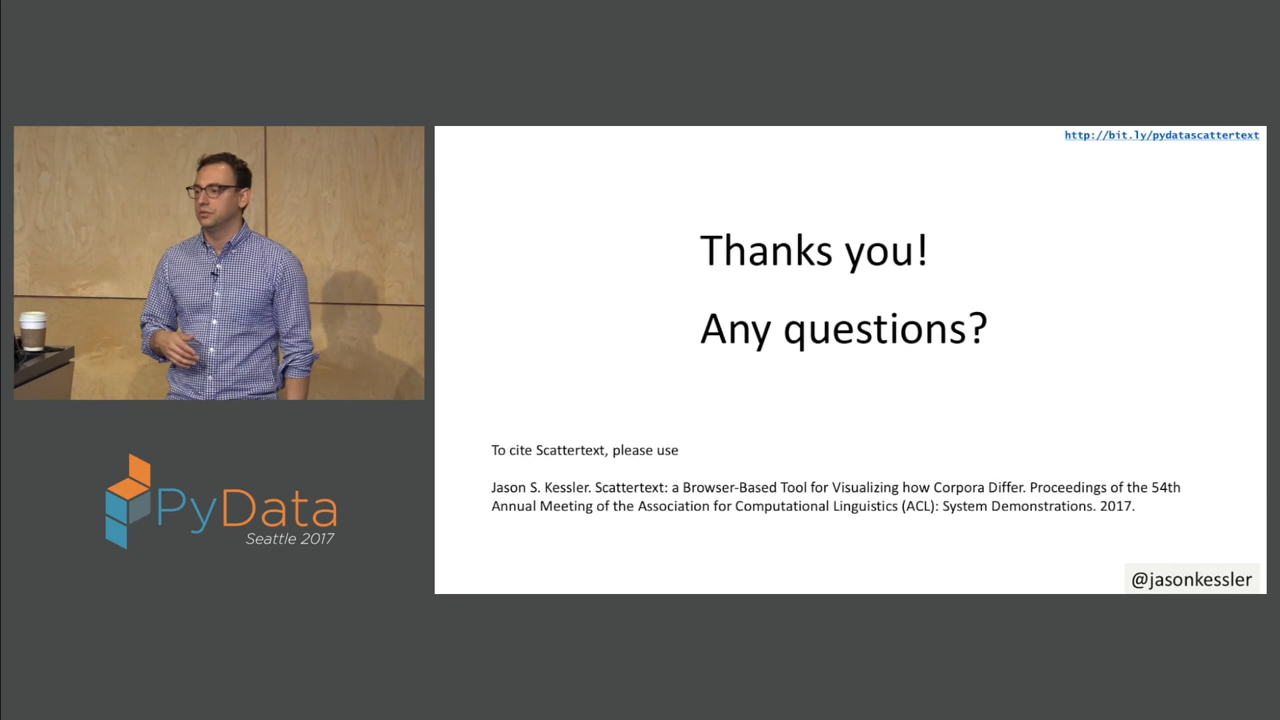 http://bit.ly/pydatascattertext
Thanks you!
Any questions?
To cite Scattertext, please use
Jason S. Kessler. Scattertext: a Browser-Based Tool for Visualizing how Corpora Differ. Proceedings of the 54th
Annual Meeting of the Association for Computational Linguistics (ACL): System Demonstrations. 2017.
@jasonkessler
PyData
Seattle 2017